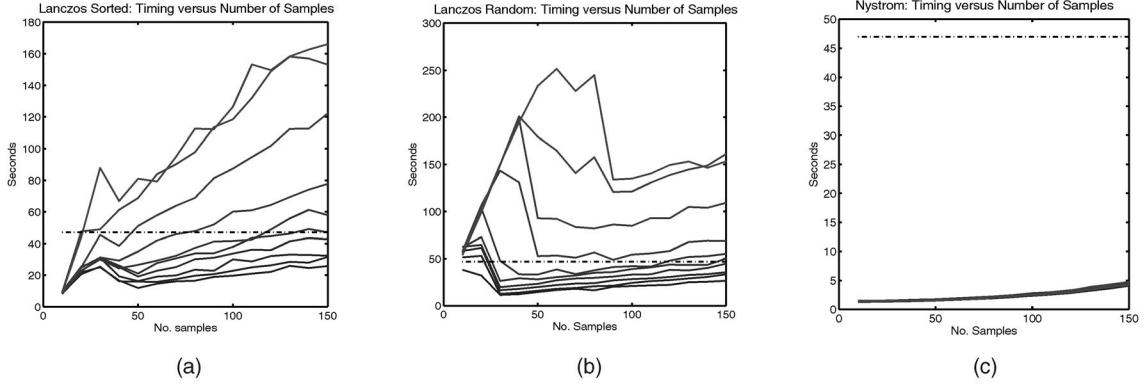 Lanczos Sorted: Timing versus Number of Samples
180
160
140
120
100
80
60
40
20
0
Seconds
0 50 100 150
No. samples
(a)
Lanczos Random: Timing versus Number of Samples
300
250
200
150
100
50
0
Seconds
0 50 100 150
No. Samples
(b)
Nystrom: Timing versus Number of Samples
50
45
40
35
30
25
20
15
10
5
0
Seconds
0 50 100 150
No. Samples
(c)